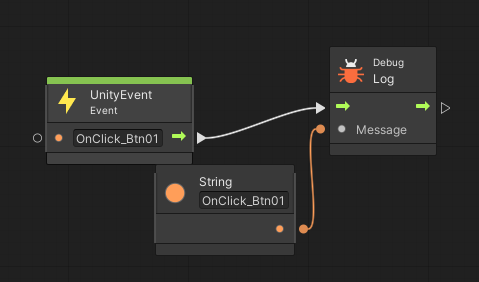 UnityEvent
Event
OnClick_Btn01
Debug
Log
Message
String
OnClick_Btn01